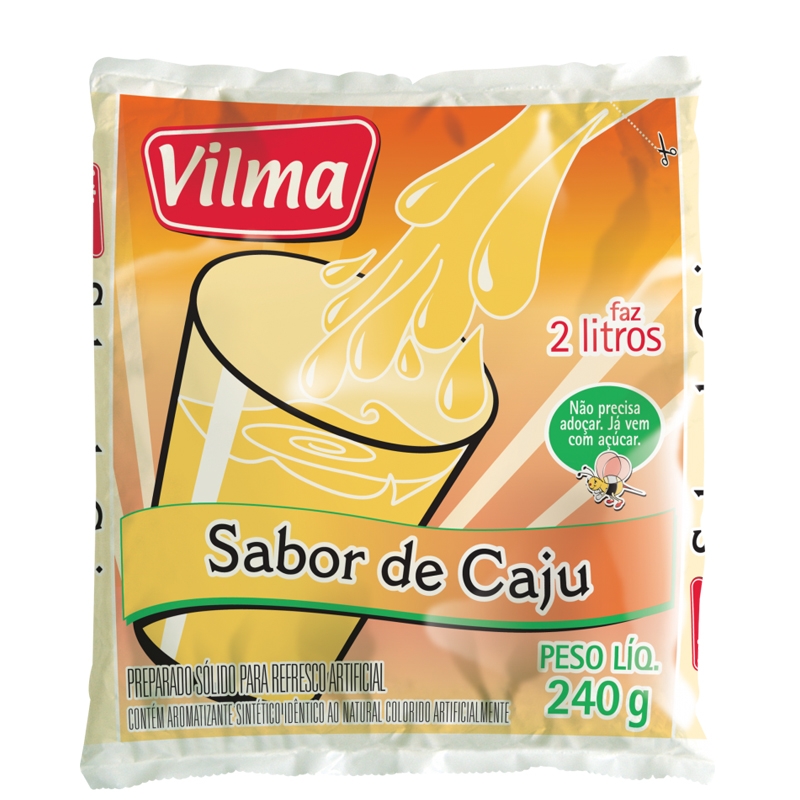 Vilma
faz
2 litros
Não precisa
adoçar. Já vem
com açúcar.
Sabor de Caju
PESO LÍQ.
240 g
PREPARADO SÓLIDO PARA REFRESCO ARTIFICIAL
CONTÉM AROMATIZANTE SINTÉTICO IDÊNTICO AO NATURAL COLORIDO ARTIFICIALMENTE